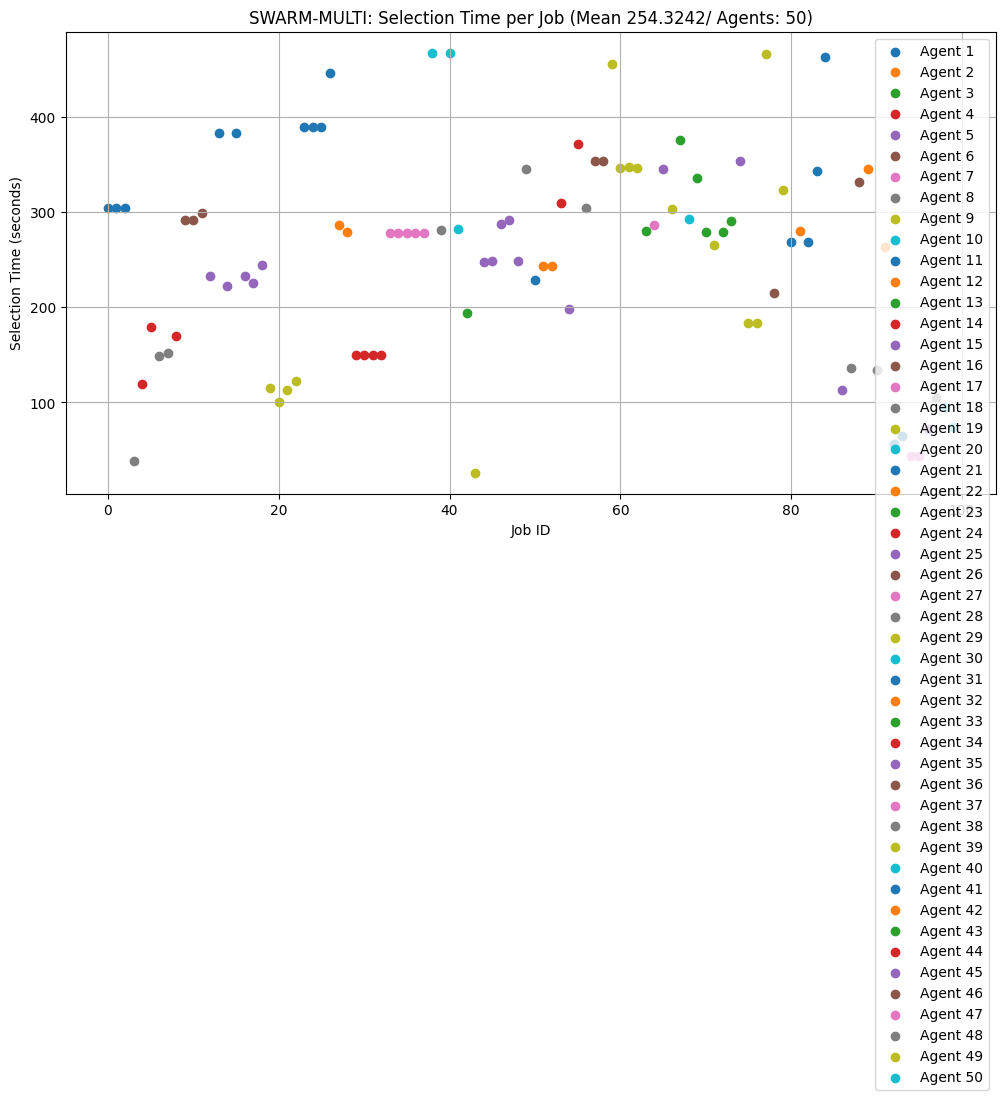 SWARM-MULTI: Selection Time per Job (Mean 254.3242/ Agents: 50)
Selection Time (seconds)
400
300
200
100
0
20
40
60
80
100
Job ID
Agent 1
Agent 2
Agent 3
Agent 4
Agent 5
Agent 6
Agent 7
Agent 8
Agent 9
Agent 10
Agent 11
Agent 12
Agent 13
Agent 14
Agent 15
Agent 16
Agent 17
Agent 18
Agent 19
Agent 20
Agent 21
Agent 22
Agent 23
Agent 24
Agent 25
Agent 26
Agent 27
Agent 28
Agent 29
Agent 30
Agent 31
Agent 32
Agent 33
Agent 34
Agent 35
Agent 36
Agent 37
Agent 38
Agent 39
Agent 40
Agent 41
Agent 42
Agent 43
Agent 44
Agent 45
Agent 46
Agent 47
Agent 48
Agent 49
Agent 50